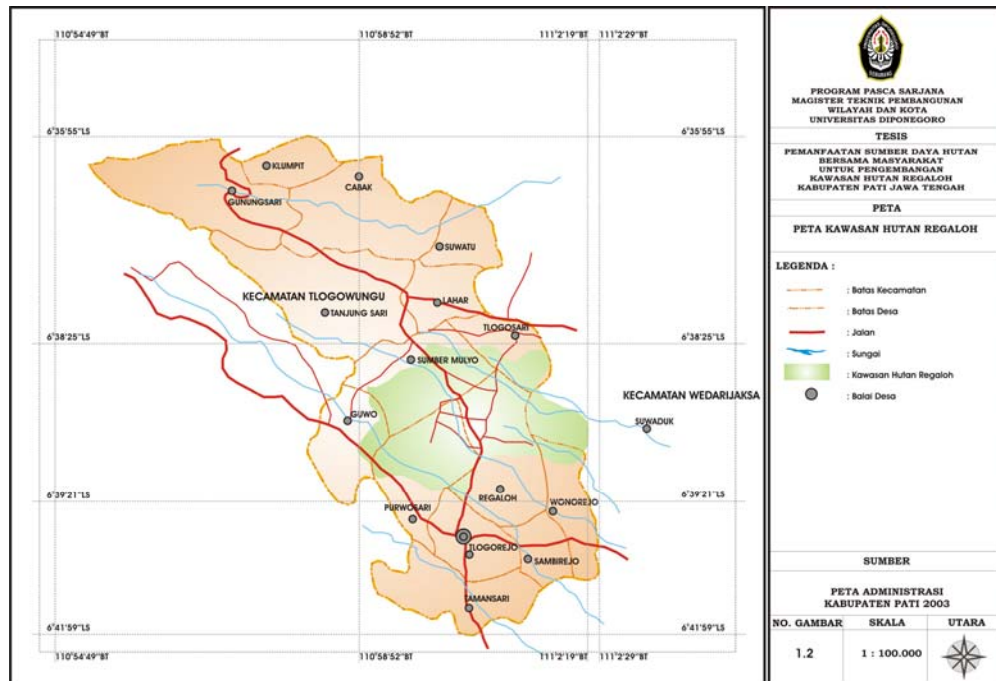 110°54'49"BT
110°58'52"BT
111°2'19"BT
111°2'29"BT
6°35'55"LS
6°35'55"LS
KLUMPIT
CABAK
GUNUNGSARI
SUWATU
KECAMATAN TLOGOWUNGU
LAHAR
TANJUNG SARI
TLOGOSARI
6°38'25"LS
6°38'25"LS
SUMBER MULYO
KECAMATAN WEDARIJAKSA
GUWO
SUWADUK
REGALOH
6°39'21"LS
6°39'21"LS
WONOREJO
PURWOSARI
TLOGOREJO
SAMBIREJO
TAMANSARI
6°41'59"LS
6°41'59"LS
110°54'49"BT
110°58'52"BT
111°2'19"BT
111°2'29"BT
SEMARANG
PROGRAM PASCA SARJANA
MAGISTER TEKNIK PEMBANGUNAN
WILAYAH DAN KOTA
UNIVERSITAS DIPONEGORO
TESIS
PEMANFAATAN SUMBER DAYA HUTAN
BERSAMA MASYARAKAT
UNTUK PENGEMBANGAN
KAWASAN HUTAN REGALOH
KABUPATEN PATI JAWA TENGAH
PETA
PETA KAWASAN HUTAN REGALOH
LEGENDA :
: Batas Kecamatan
: Batas Desa
: Jalan
: Sungai
: Kawasan Hutan Regaloh
: Balai Desa
SUMBER
PETA ADMINISTRASI
KABUPATEN PATI 2003
NO. GAMBAR SKALA UTARA
1.2 1 : 100.000